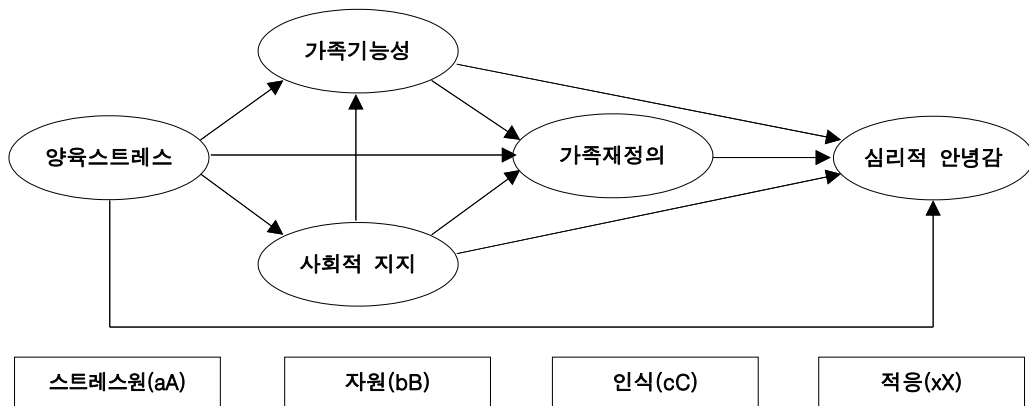 가족기능성
양육스트레스
가족재정의
심리적 안녕감
사회적 지지
스트레스원(aA)
자원(bB)
인식(cC)
적응(xX)